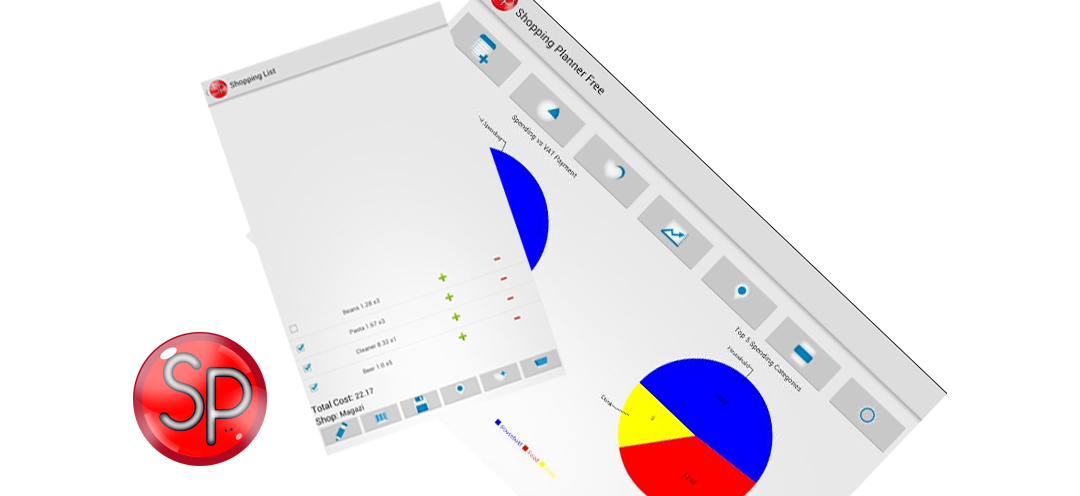 Shopping List
Beans 1.28 x3
Pasta 1.67 x3
Cleaner 8.32 x1
Beer 1.0 x5
Total Cost: 22.17
Shop: Magazi
Shopping Planner Free
Spending vs VAT Payment
Spending
Top 5 Spending Categories
Household
Drink
Household
Food
SP